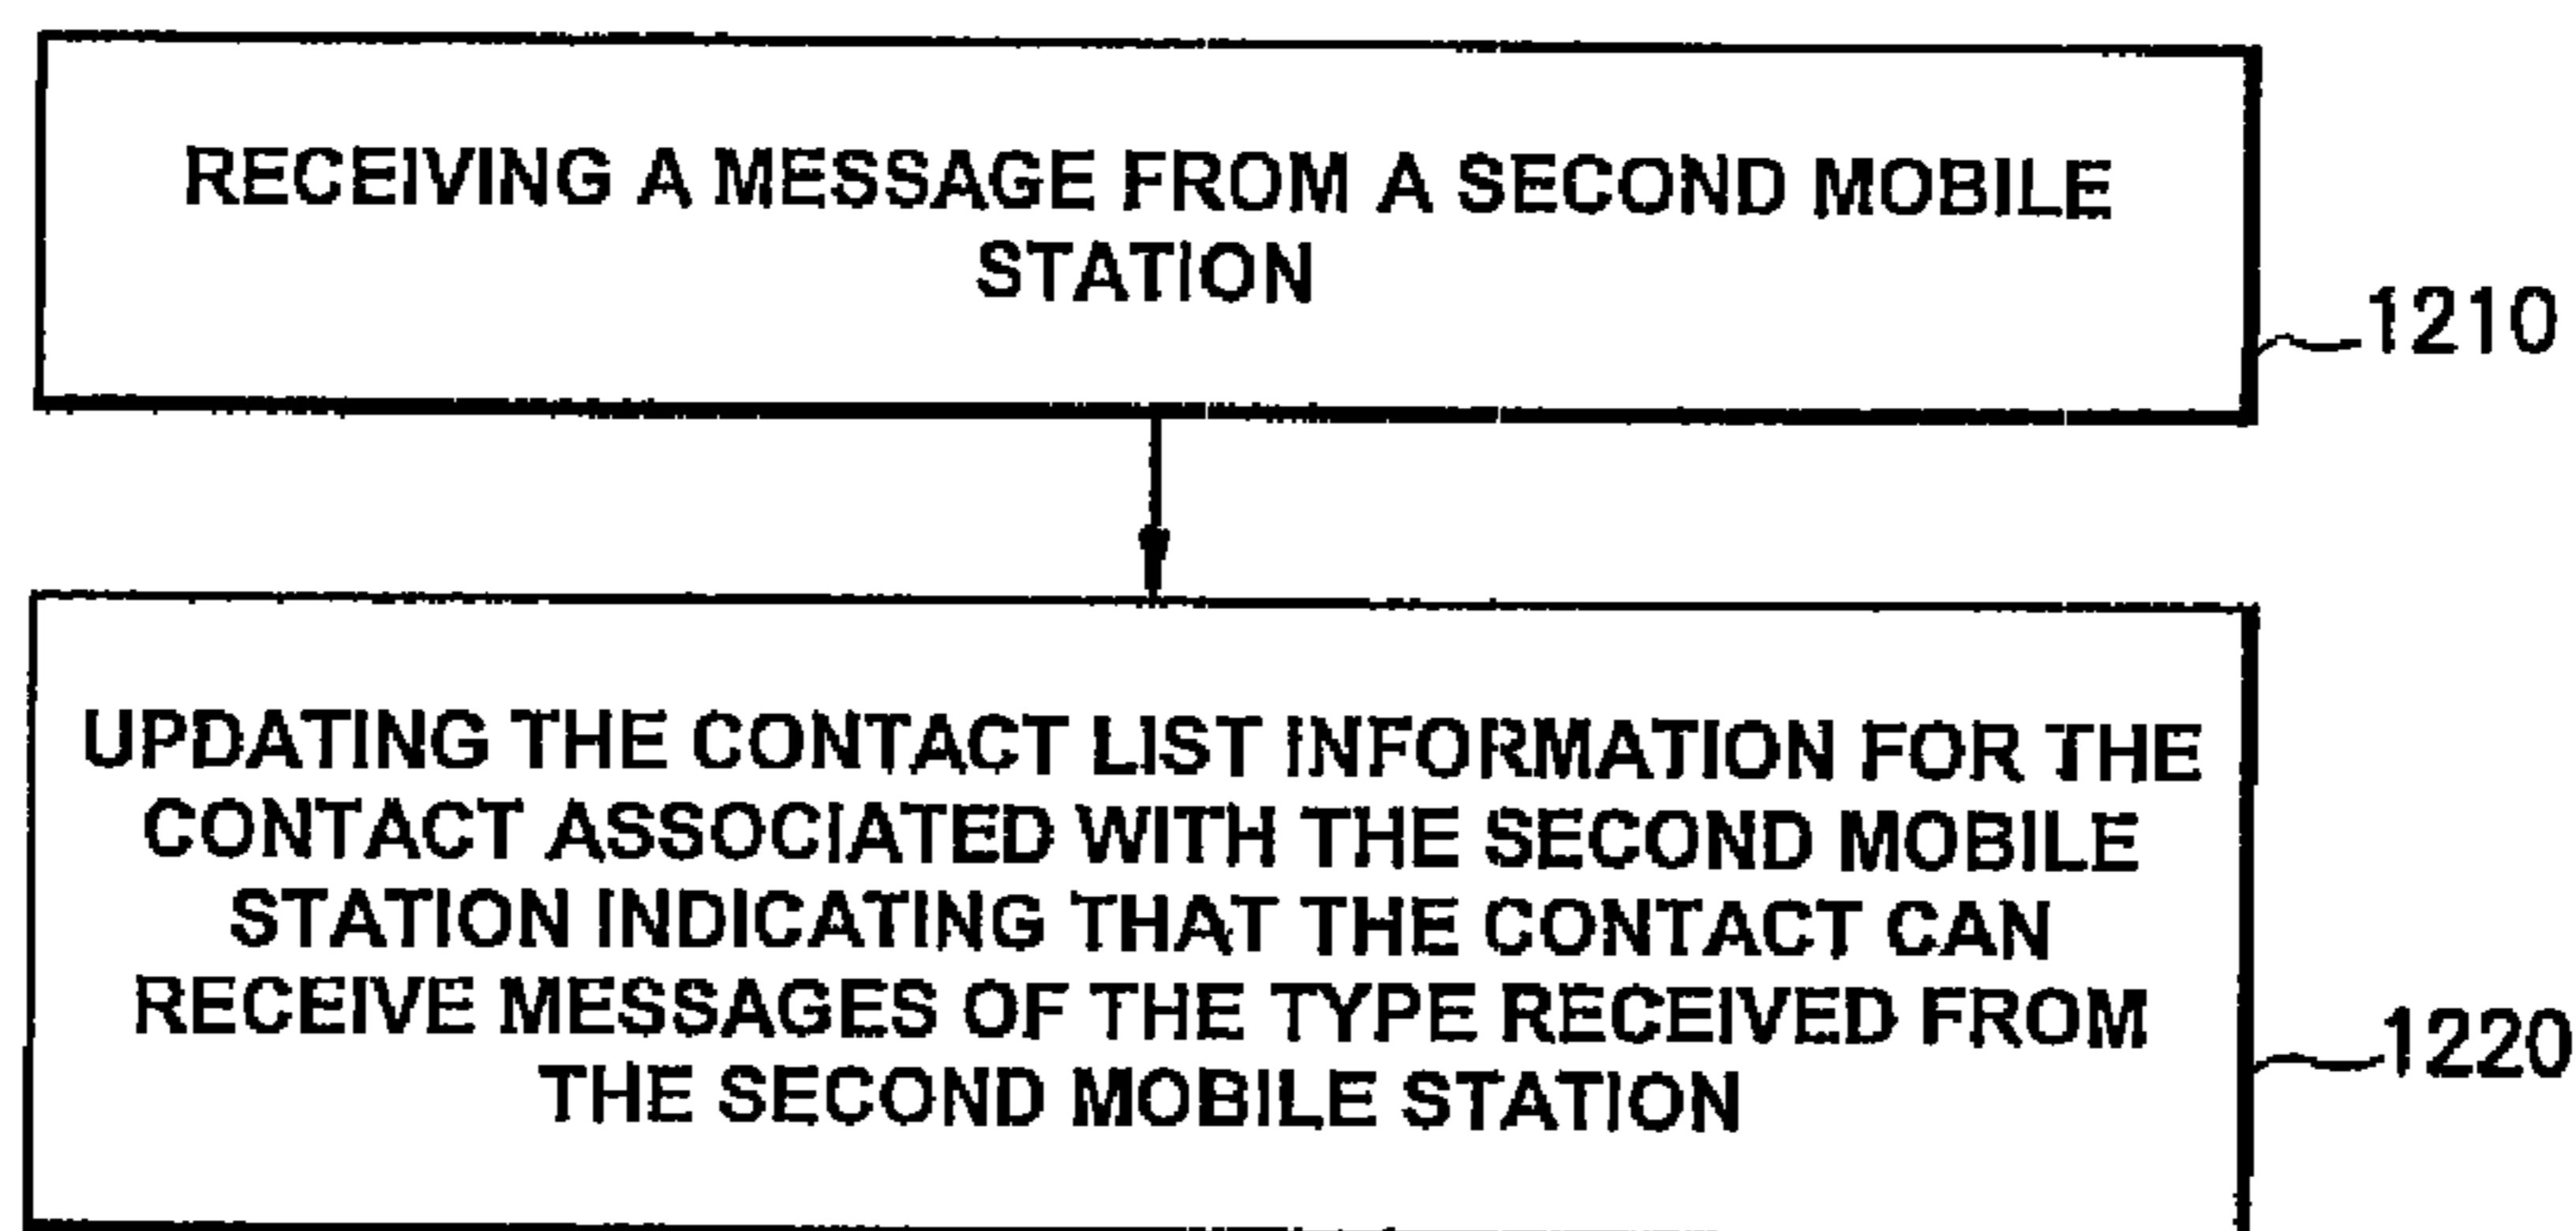 RECEIVING A MESSAGE FROM A SECOND MOBILE
STATION
1210
UPDATING THE CONTACT LIST INFORMATION FOR THE
CONTACT ASSOCIATED WITH THE SECOND MOBILE
STATION INDICATING THAT THE CONTACT CAN
RECEIVE MESSAGES OF THE TYPE RECEIVED FROM
THE SECOND MOBILE STATION
1220